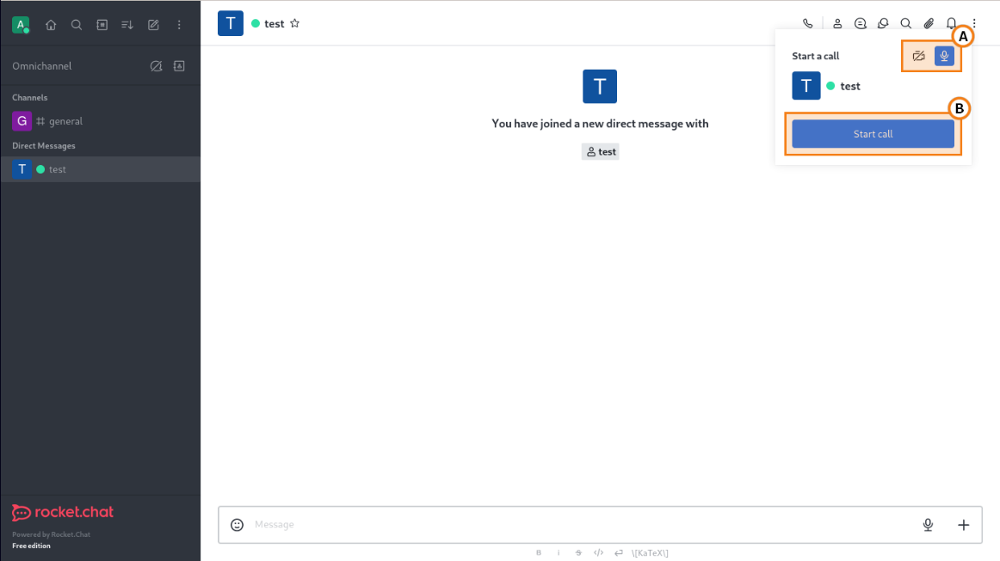 A
Omnichannel
Channels
G
general
Direct Messages
T
test
rocket.chat
Powered by Rocket.Chat
Free edition
T
test
T
You have joined a new direct message with
test
A
Start a call
T
test
B
Start call
Message
B i S </> \[KaTeX\]